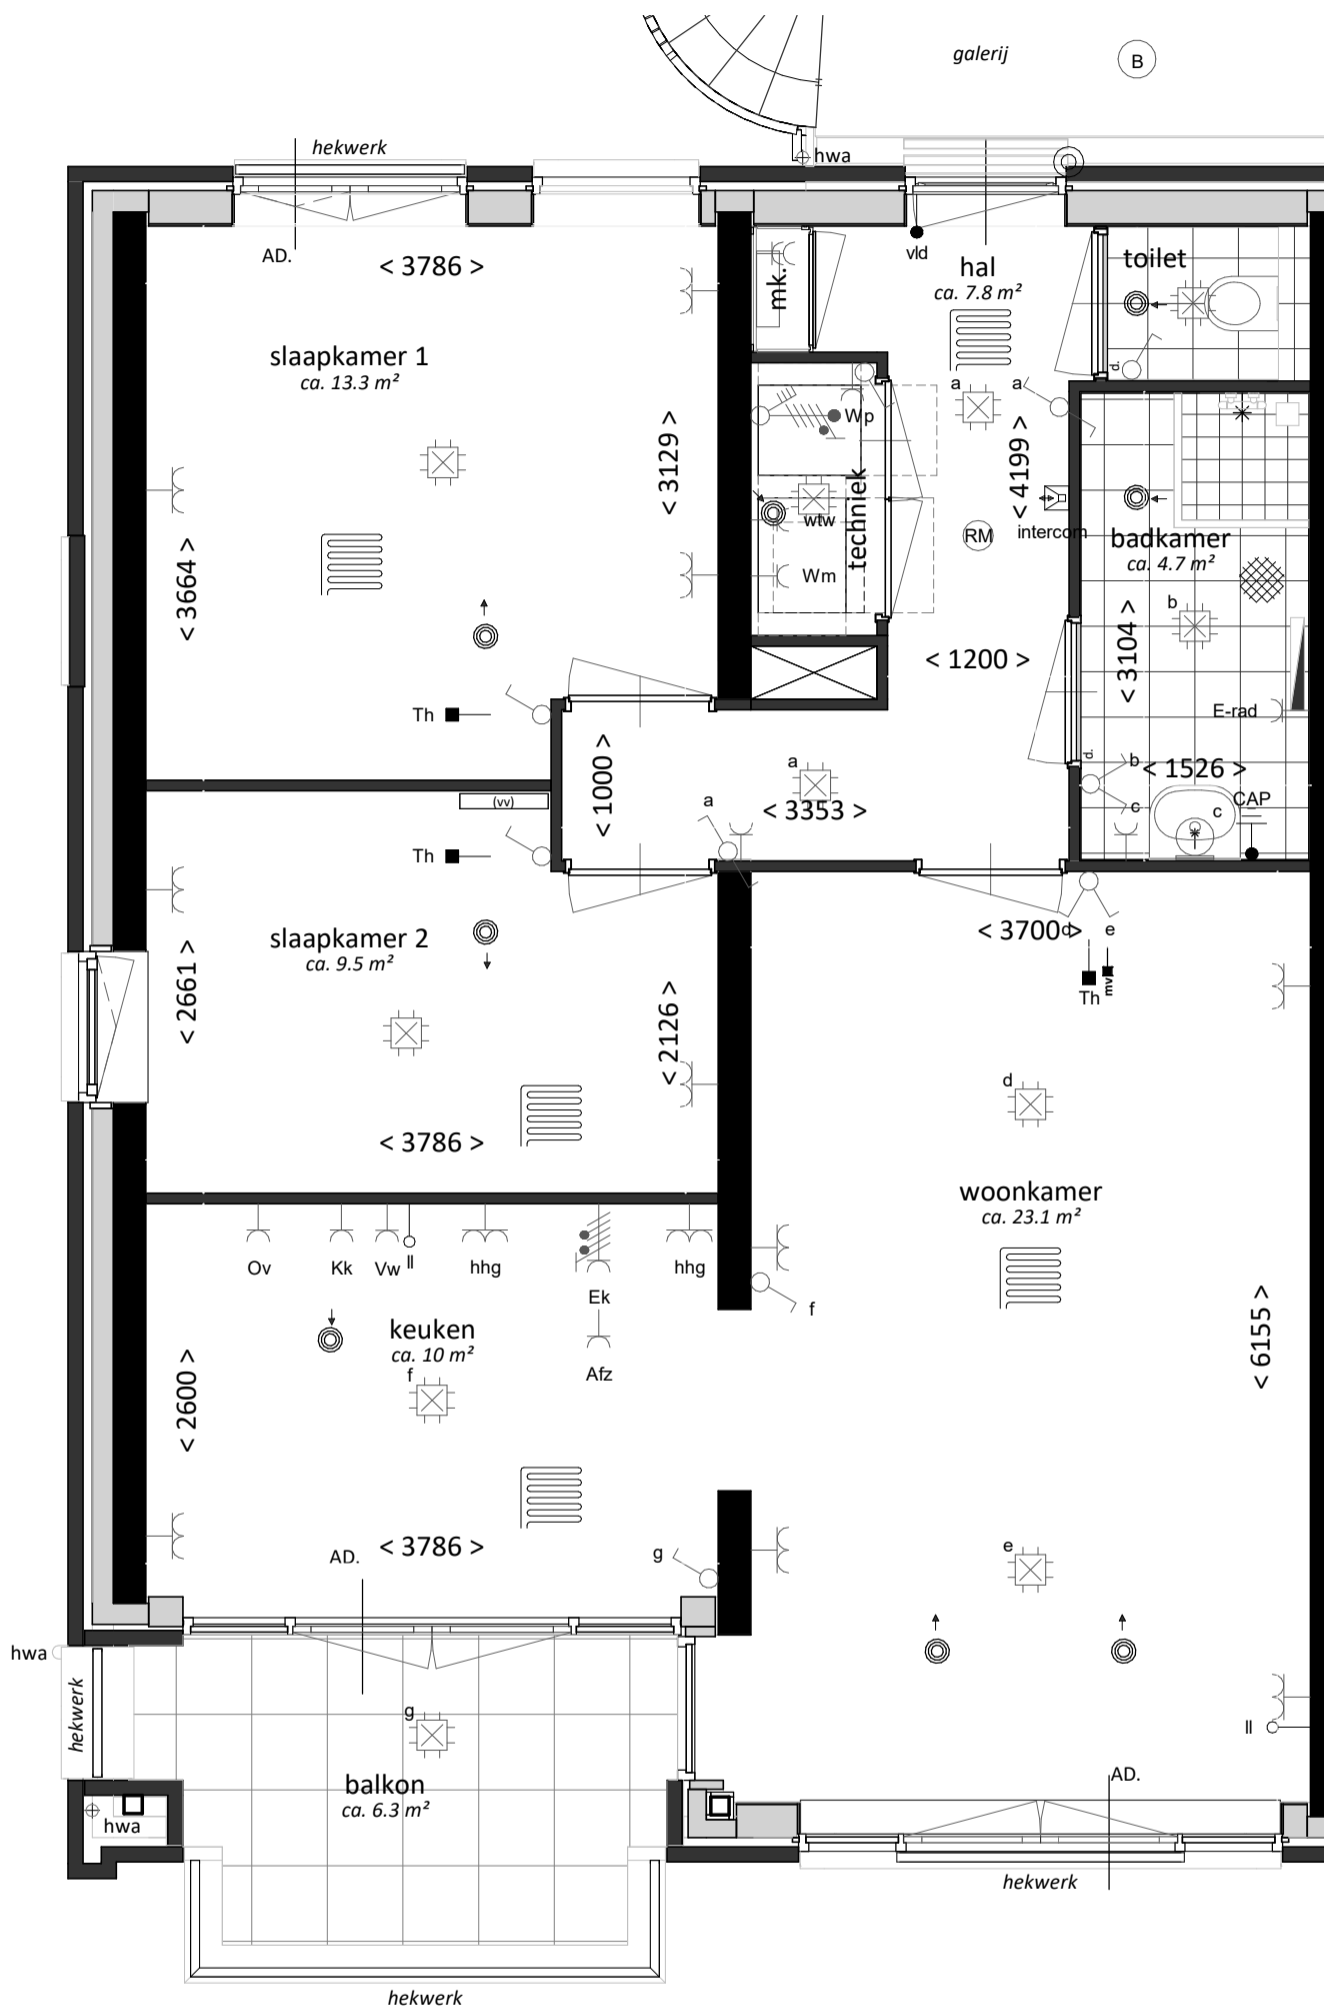 galerij
B
hekwerk
hwa
AD.
< 3786 >
vld
hal
ca. 7.8 m²
toilet
mk.
slaapkamer 1
ca. 13.3 m²
d.
a
a
Wp
< 3129 >
< 4199 >
techniek
wtw
RM
intercom
badkamer
ca. 4.7 m²
Wm
b
< 3664 >
< 3104 >
< 1200 >
E-rad
Th
d.
b
< 1526 >
< 1000 >
a
(vv)
a
< 3353 >
c
c
CAP
Th
slaapkamer 2
ca. 9.5 m²
< 3700 >
d
e
< 2661 >
< 2126 >
Th
mv
d
< 3786 >
woonkamer
ca. 23.1 m²
Ov
Kk
Vw
ll
hhg
hhg
Ek
f
keuken
ca. 10 m²
f
Afz
< 6155 >
< 2600 >
< 3786 >
AD.
g
e
hwa
hekwerk
g
ll
balkon
ca. 6.3 m²
AD.
hwa
hekwerk
hekwerk